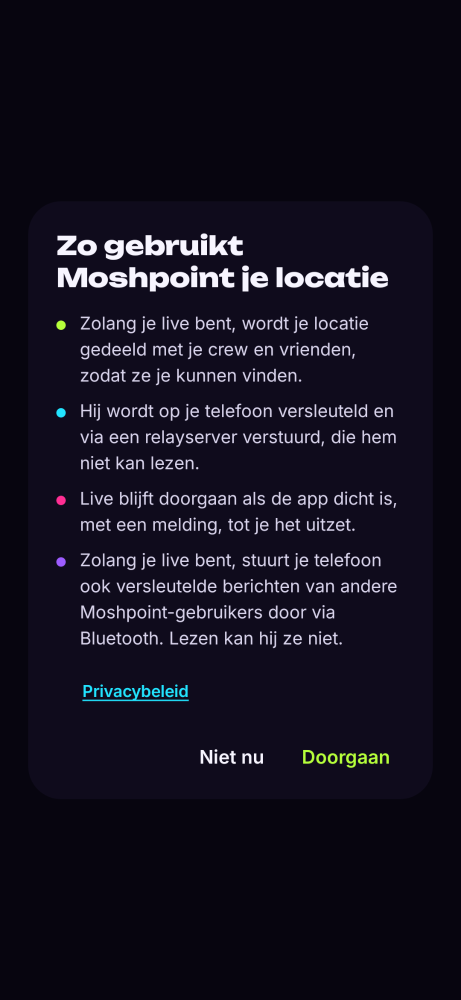 Zo gebruikt
Moshpoint je locatie
Zolang je live bent, wordt je locatie
gedeeld met je crew en vrienden,
zodat ze je kunnen vinden.
Hij wordt op je telefoon versleuteld en
via een relayserver verstuurd, die hem
niet kan lezen.
Live blijft doorgaan als de app dicht is,
met een melding, tot je het uitzet.
Zolang je live bent, stuurt je telefoon
ook versleutelde berichten van andere
Moshpoint-gebruikers door via
Bluetooth. Lezen kan hij ze niet.
Privacybeleid
Niet nu Doorgaan